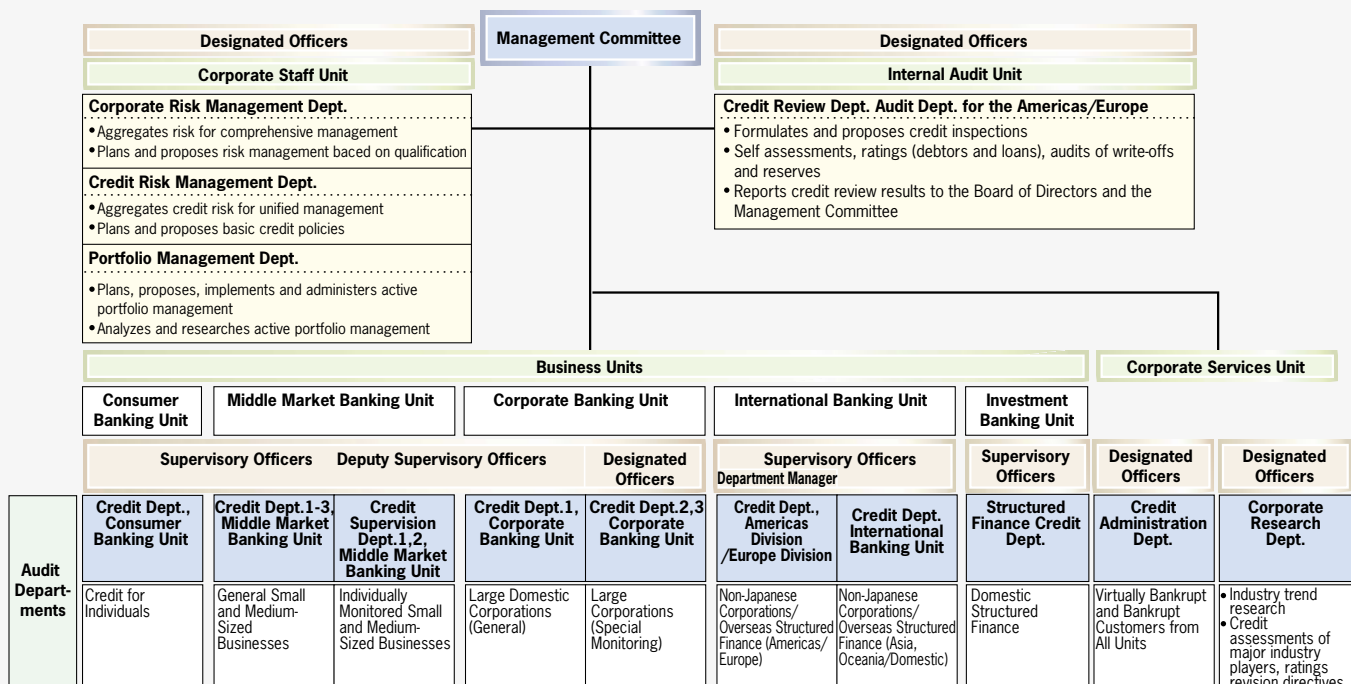 Management Committee
Designated Officers
Corporate Staff Unit
Corporate Risk Management Dept.
• Aggregates risk for comprehensive management
• Plans and proposes risk management baced on qualification
Credit Risk Management Dept.
• Aggregates credit risk for unified management
• Plans and proposes basic credit policies
Portfolio Management Dept.
• Plans, proposes, implements and administers active
portfolio management
• Analyzes and researches active portfolio management
Designated Officers
Internal Audit Unit
Credit Review Dept. Audit Dept. for the Americas/Europe
• Formulates and proposes credit inspections
• Self assessments, ratings (debtors and loans), audits of write-offs
and reserves
• Reports credit review results to the Board of Directors and the
Management Committee
Business Units
Corporate Services Unit
Consumer
Banking Unit
Middle Market Banking Unit
Corporate Banking Unit
International Banking Unit
Investment
Banking Unit
Supervisory Officers Deputy Supervisory Officers
Designated
Officers
Supervisory Officers
Department Manager
Supervisory
Officers
Designated
Officers
Designated
Officers
Audit
Depart-
ments
Credit Dept.,
Consumer
Banking Unit
Credit Dept.1-3,
Middle Market
Banking Unit
Credit
Supervision
Dept.1,2,
Middle Market
Banking Unit
Credit Dept.1,
Corporate
Banking Unit
Credit Dept.2,3
Corporate
Banking Unit
Credit Dept.,
Americas
Division
/Europe Division
Credit Dept.
International
Banking Unit
Structured
Finance Credit
Dept.
Credit
Administration
Dept.
Corporate
Research
Dept.
Credit for
Individuals
General Small
and Medium-
Sized
Businesses
Individually
Monitored Small
and Medium-
Sized Businesses
Large Domestic
Corporations
(General)
Large
Corporations
(Special
Monitoring)
Non-Japanese
Corporations/
Overseas Structured
Finance (Americas/
Europe)
Non-Japanese
Corporations/
Overseas Structured
Finance (Asia,
Oceania/Domestic)
Domestic
Structured
Finance
Virtually Bankrupt
and Bankrupt
Customers from
All Units
• Industry trend
research
• Credit
assessments of
major industry
players, ratings
revision directives